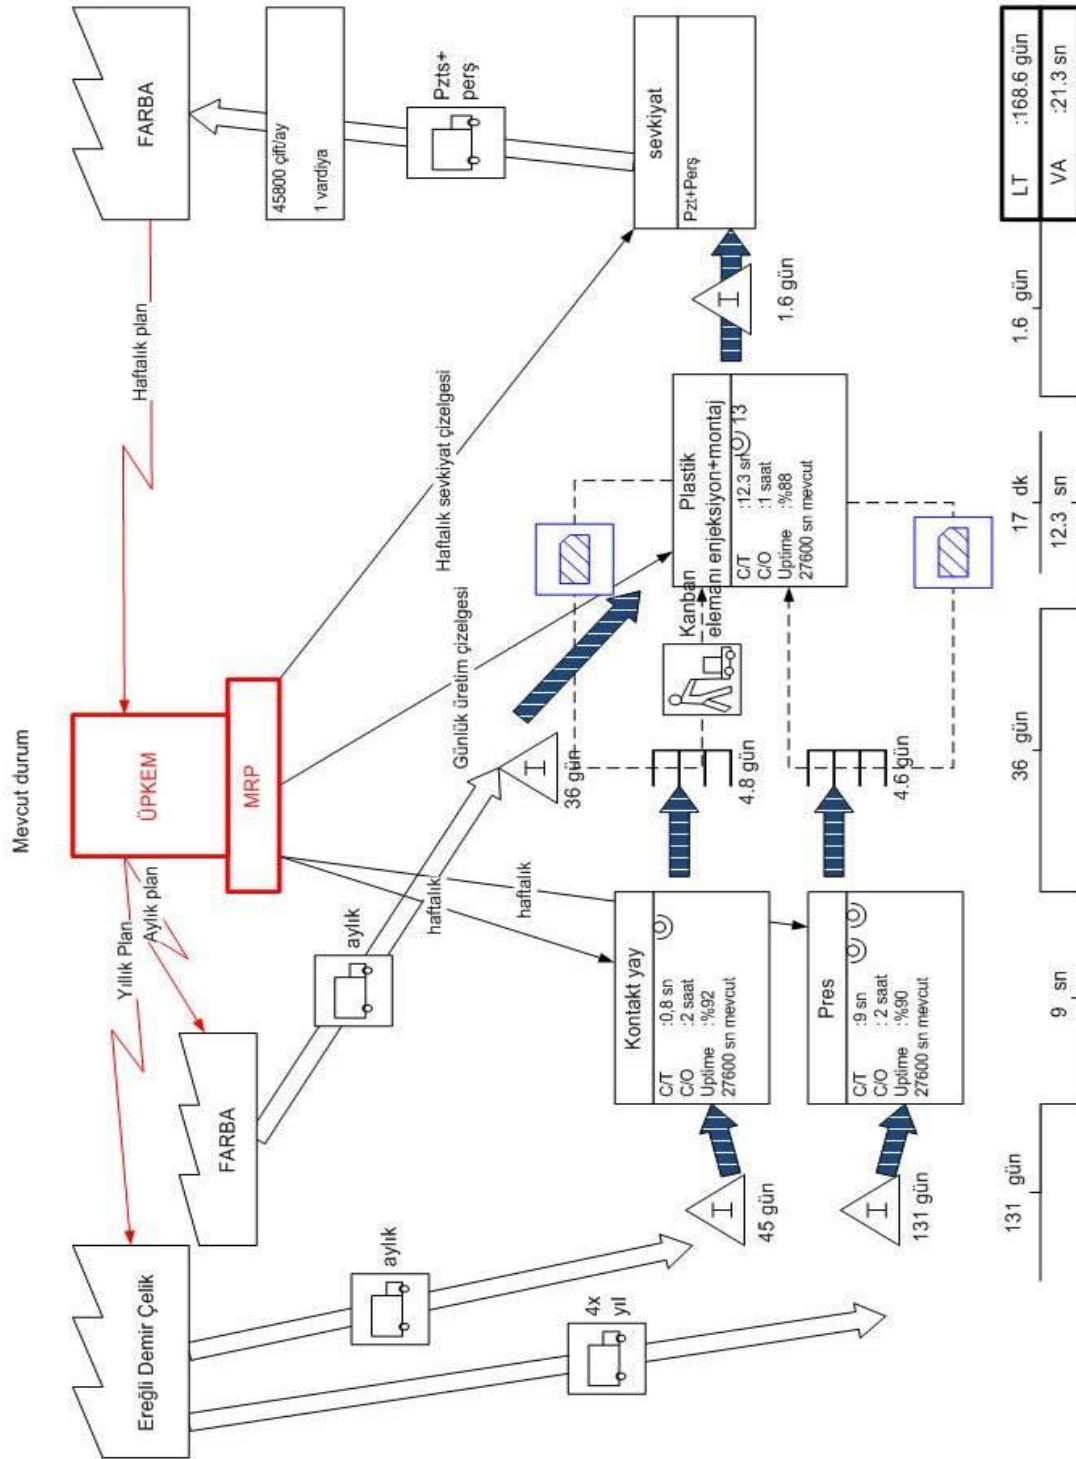 Mevcut durum
Ereğli Demir Çelik
FARBA
Yıllık Plan
Aylık plan
ÜPKEM
MRP
Haftalık plan
FARBA
45800 çift/ay
1 vardiya
Pzts+
perş
aylık
4x
yıl
aylık
haftalık
haftalık
Günlük üretim çizelgesi
Haftalık sevkiyat çizelgesi
45 gün
131 gün
Kontakt yay
C/T :0,8 sn
C/O :2 saat
Uptime :%92
27600 sn mevcut
Pres
C/T :9 sn
C/O : 2 saat
Uptime :%90
27600 sn mevcut
I
I
I
36 gün
4.8 gün
4.6 gün
Kanban
elemanı
Plastik
enjeksiyon+montaj
C/T :12.3 sn
13
C/O :1 saat
Uptime :%88
27600 sn mevcut
I
1.6 gün
sevkiyat
Pzt+Perş
131 gün
9 sn
36 gün
17 dk
12.3 sn
1.6 gün
LT :168.6 gün
VA :21.3 sn